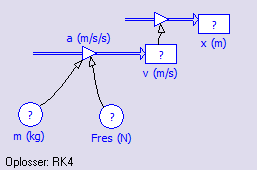 ?
a (m/s/s)
x (m)
?
v (m/s)
?
?
m (kg)
Fres (N)
Oplosser: RK4